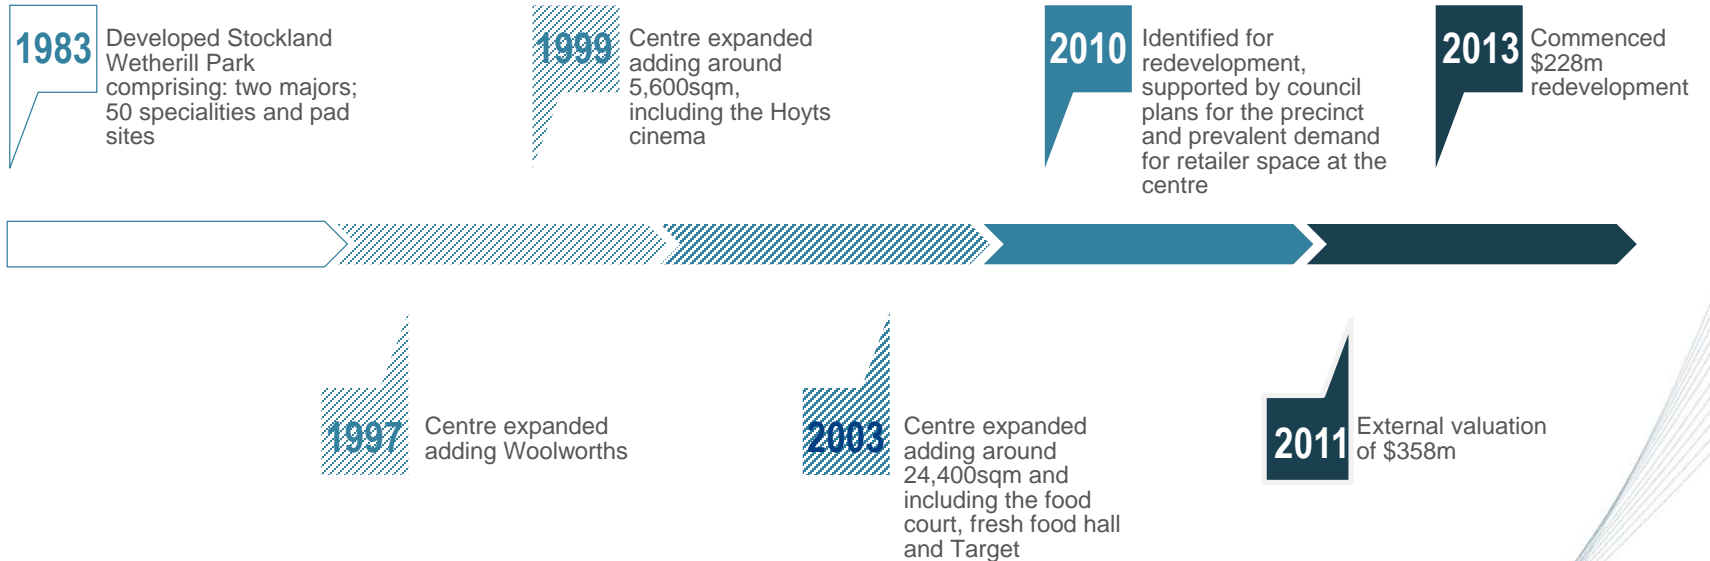 1983
Developed Stockland
Wetherill Park
comprising: two majors;
50 specialities and pad
sites
1999
Centre expanded
adding around
5,600sqm,
including the Hoyts
cinema
2010
Identified for
redevelopment,
supported by council
plans for the precinct
and prevalent demand
for retailer space at the
centre
2013
Commenced
$228m
redevelopment
1997
Centre expanded
adding Woolworths
2003
Centre expanded
adding around
24,400sqm and
including the food
court, fresh food hall
and Target
2011
External valuation
of $358m